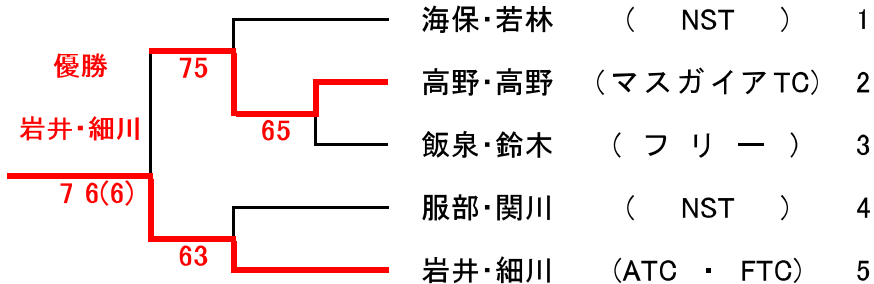 海保・若林 ( NST ) 1
優勝
75
高野・高野 (マスガイアTC) 2
岩井・細川
65
飯泉・鈴木 ( フ リ ー ) 3
7 6(6)
服部・関川 ( NST ) 4
63
岩井・細川 (ATC ・ FTC) 5